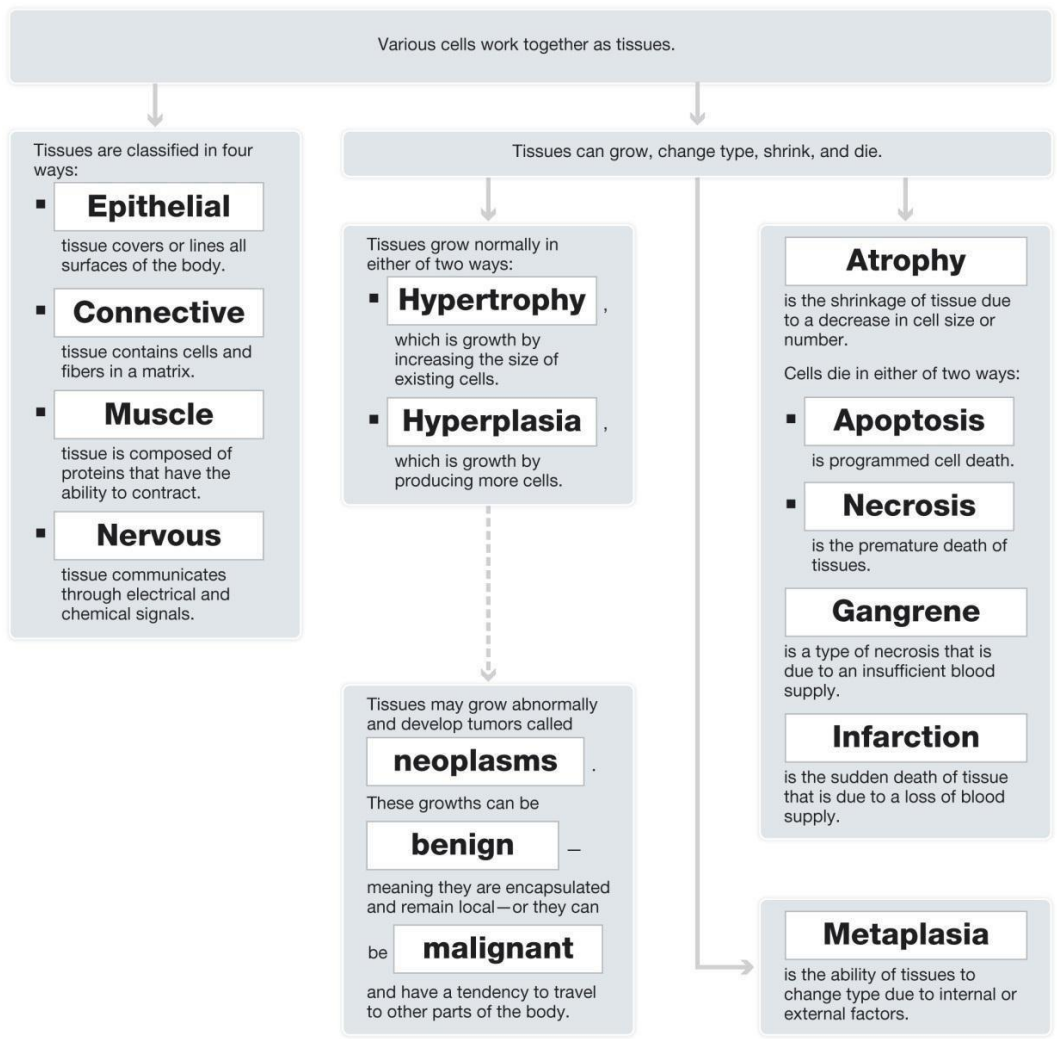 Various cells work together as tissues.
Tissues are classified in four
ways:
▪ Epithelial
tissue covers or lines all
surfaces of the body.
▪ Connective
tissue contains cells and
fibers in a matrix.
▪ Muscle
tissue is composed of
proteins that have the
ability to contract.
▪ Nervous
tissue communicates
through electrical and
chemical signals.
Tissues can grow, change type, shrink, and die.
Tissues grow normally in
either of two ways:
▪ Hypertrophy ,
which is growth by
increasing the size of
existing cells.
▪ Hyperplasia ,
which is growth by
producing more cells.
Tissues may grow abnormally
and develop tumors called
neoplasms .
These growths can be
benign –
meaning they are encapsulated
and remain local—or they can
be malignant
and have a tendency to travel
to other parts of the body.
Atrophy
is the shrinkage of tissue due
to a decrease in cell size or
number.
Cells die in either of two ways:
▪ Apoptosis
is programmed cell death.
▪ Necrosis
is the premature death of
tissues.
Gangrene
is a type of necrosis that is
due to an insufficient blood
supply.
Infarction
is the sudden death of tissue
that is due to a loss of blood
supply.
Metaplasia
is the ability of tissues to
change type due to internal or
external factors.